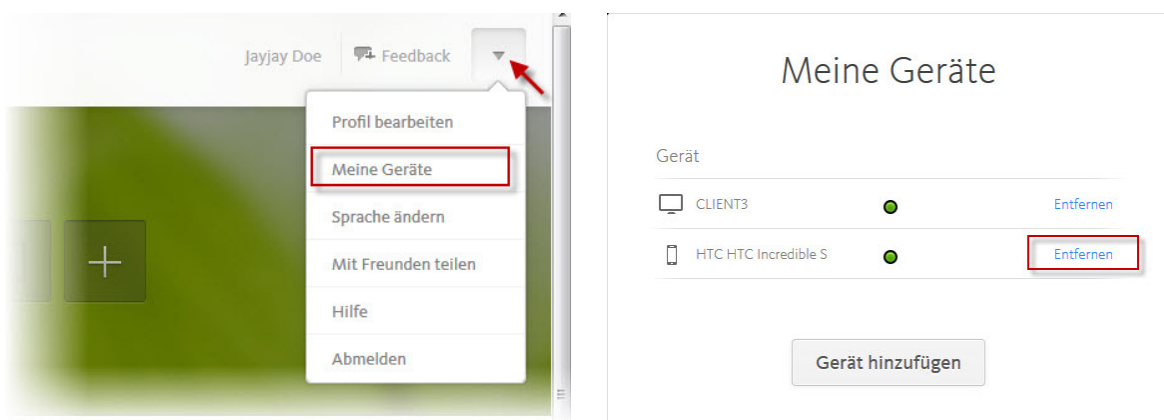 Jayjay Doe Feedback
Profil bearbeiten
Meine Geräte
Sprache ändern
Mit Freunden teilen
Hilfe
Abmelden
Meine Geräte
Gerät
CLIENT3 Entfernen
HTC HTC Incredible S Entfernen
Gerät hinzufügen